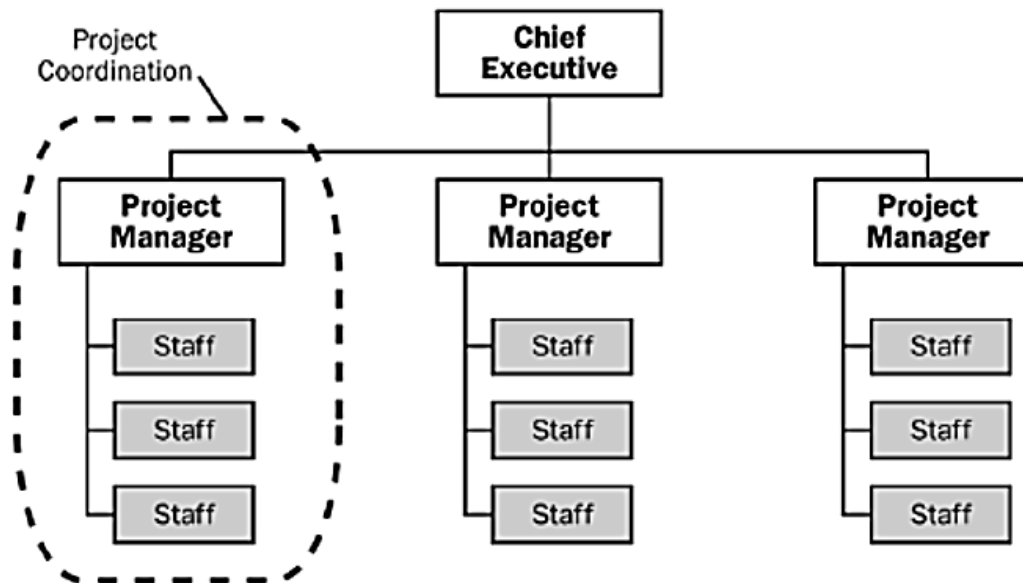 Project
Coordination
Chief
Executive
Project
Manager
Project
Manager
Project
Manager
Staff
Staff
Staff
Staff
Staff
Staff
Staff
Staff
Staff